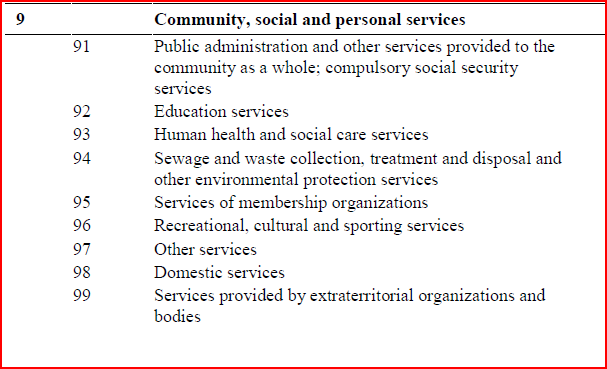 9 Community, social and personal services
91 Public administration and other services provided to the
community as a whole; compulsory social security
services
92 Education services
93 Human health and social care services
94 Sewage and waste collection, treatment and disposal and
other environmental protection services
95 Services of membership organizations
96 Recreational, cultural and sporting services
97 Other services
98 Domestic services
99 Services provided by extraterritorial organizations and
bodies